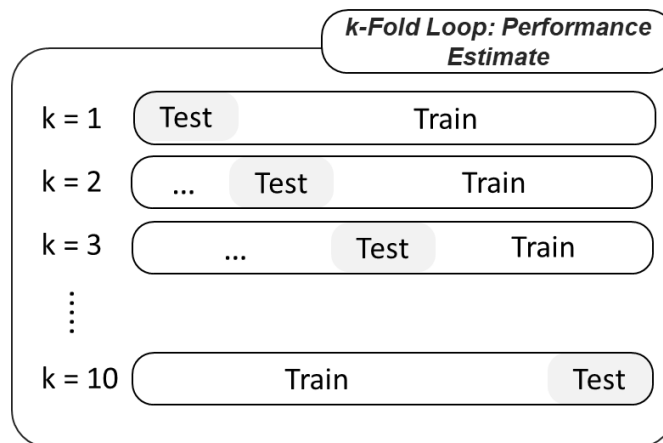 k-Fold Loop: Performance
Estimate
k = 1 Test Train
k = 2 ... Test Train
k = 3 ... Test Train
......
k = 10 Train Test